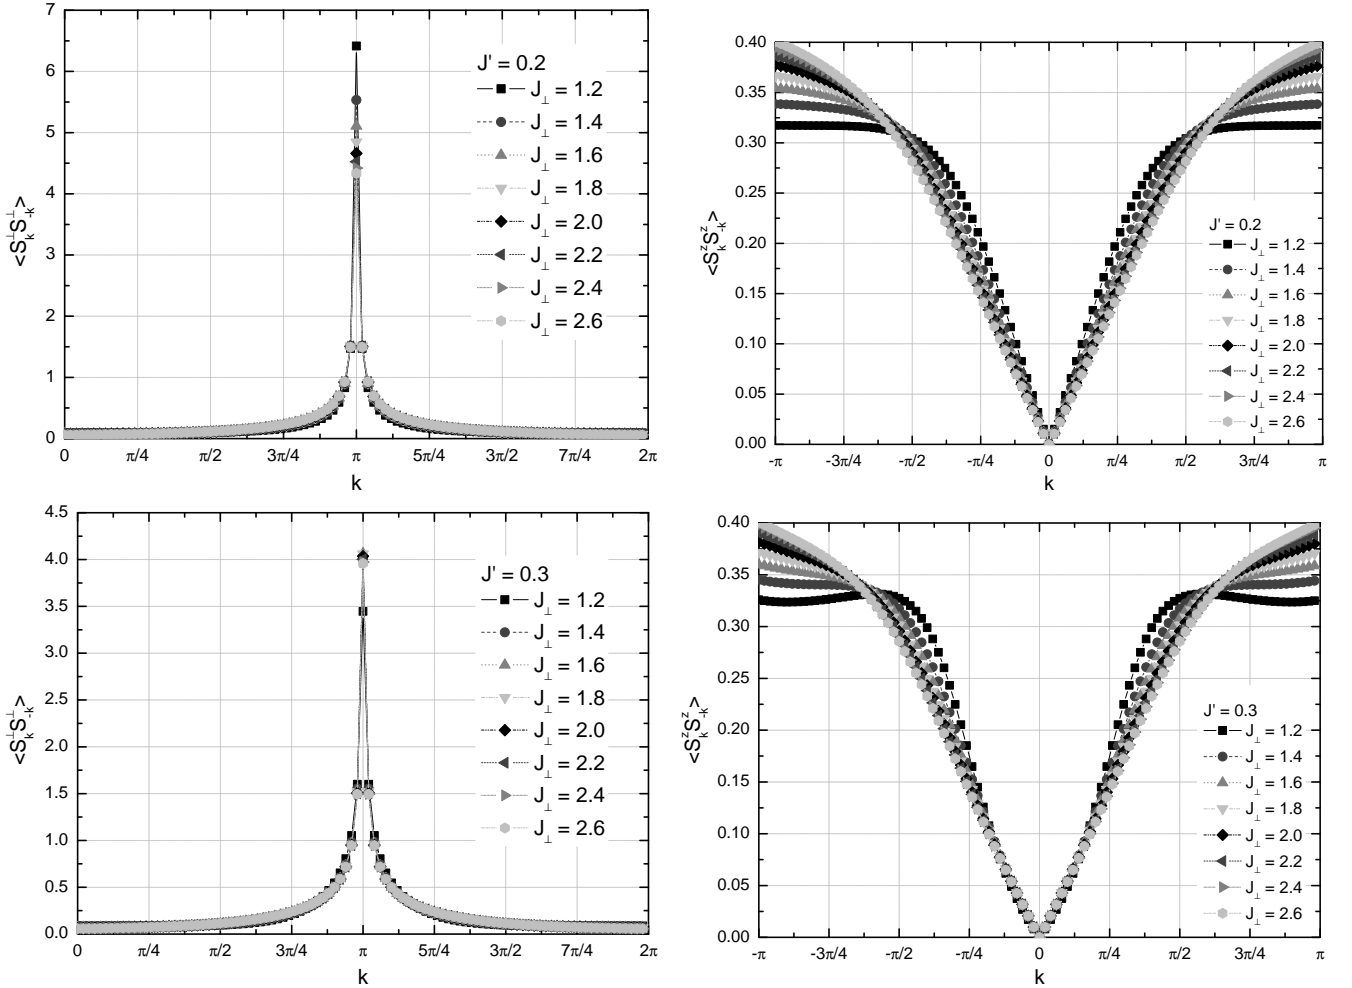 7
6
5
4
3
2
1
0
<S⊥k S⊥-k>
J' = 0.2
J⊥ = 1.2
J⊥ = 1.4
J⊥ = 1.6
J⊥ = 1.8
J⊥ = 2.0
J⊥ = 2.2
J⊥ = 2.4
J⊥ = 2.6
0 π/4 π/2 3π/4 π 5π/4 3π/2 7π/4 2π
k
0.40
0.35
0.30
0.25
0.20
0.15
0.10
0.05
0.00
<Szk Sz-k>
J' = 0.2
J⊥ = 1.2
J⊥ = 1.4
J⊥ = 1.6
J⊥ = 1.8
J⊥ = 2.0
J⊥ = 2.2
J⊥ = 2.4
J⊥ = 2.6
-π -3π/4 -π/2 -π/4 0 π/4 π/2 3π/4 π
k
4.5
4.0
3.5
3.0
2.5
2.0
1.5
1.0
0.5
0.0
<S⊥k S⊥-k>
J' = 0.3
J⊥ = 1.2
J⊥ = 1.4
J⊥ = 1.6
J⊥ = 1.8
J⊥ = 2.0
J⊥ = 2.2
J⊥ = 2.4
J⊥ = 2.6
0 π/4 π/2 3π/4 π 5π/4 3π/2 7π/4 2π
k
0.40
0.35
0.30
0.25
0.20
0.15
0.10
0.05
0.00
<Szk Sz-k>
J' = 0.3
J⊥ = 1.2
J⊥ = 1.4
J⊥ = 1.6
J⊥ = 1.8
J⊥ = 2.0
J⊥ = 2.2
J⊥ = 2.4
J⊥ = 2.6
-π -3π/4 -π/2 -π/4 0 π/4 π/2 3π/4 π
k